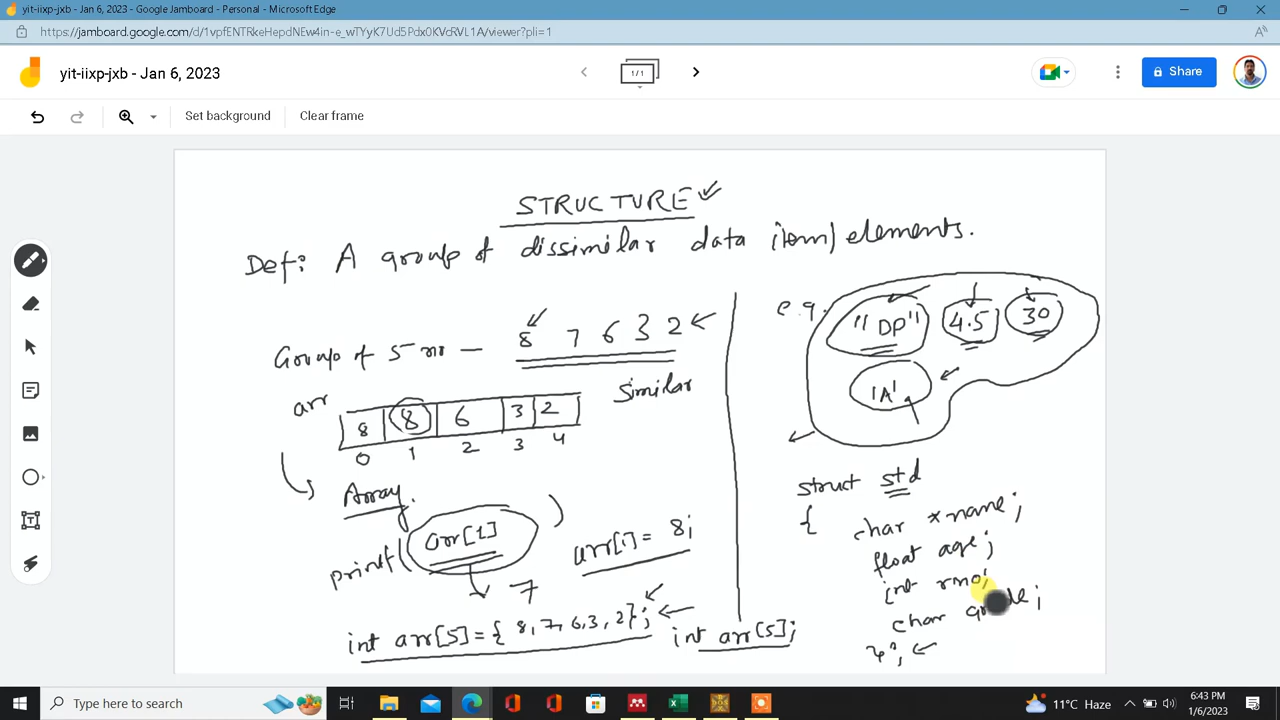 yit-iixp-jxb - Jan 6, 2023 - Google Jamboard - Personal - Microsoft Edge
https://jamboard.google.com/d/1vpfENTRkeHepdNEw4in-e_wTYyK7Ud5Pdx0KVcRVL1A/viewer?pli=1
yit-iixp-jxb - Jan 6, 2023
1/1
Share
Set background
Clear frame
STRUCTURE
Def: A group of dissimilar data item/elements.
Group of 5 no - 8 7 6 3 2
similar
arr
8 8 6 3 2
0 1 2 3 4
Array.
printf( arr[1] )
7
arr[1] = 8;
int arr[5] = { 8, 7, 6, 3, 2};
int arr[5];
e.g.
"DP" 4.5 30
'A'
struct std
{ char *name;
float age;
int rno;
char
};
Type here to search
11°C Haze
6:43 PM
1/6/2023